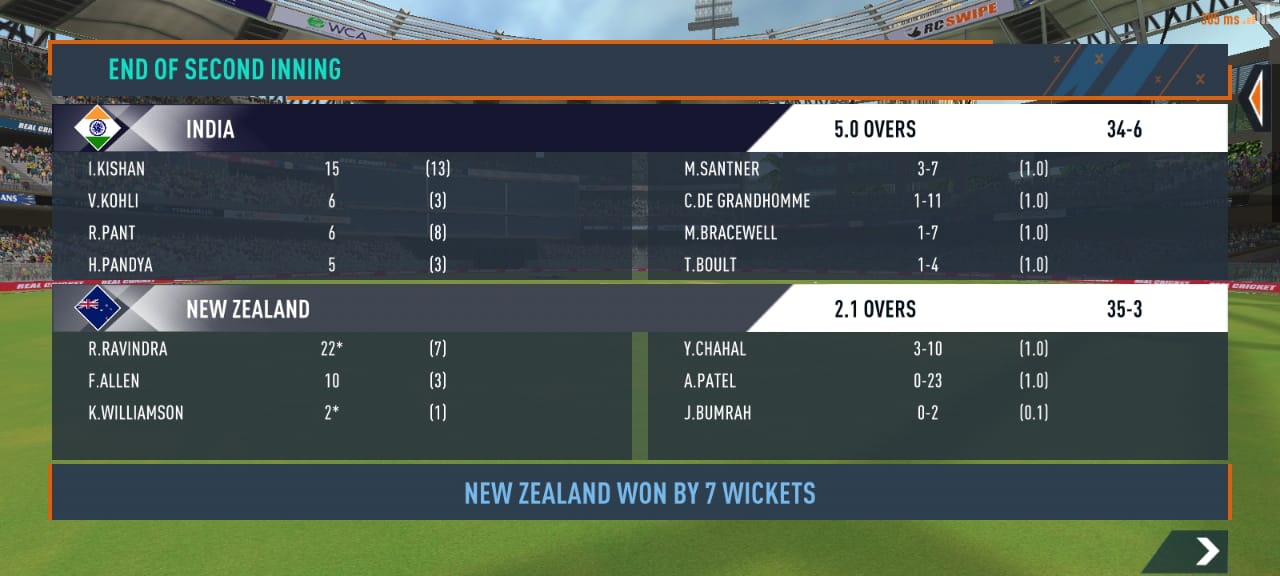 WCA
RC SWIPE
305 ms
END OF SECOND INNING
INDIA 5.0 OVERS 34-6
I.KISHAN 15 (13) M.SANTNER 3-7 (1.0)
V.KOHLI 6 (3) C.DE GRANDHOMME 1-11 (1.0)
R.PANT 6 (8) M.BRACEWELL 1-7 (1.0)
H.PANDYA 5 (3) T.BOULT 1-4 (1.0)
REAL CRICKET
NEW ZEALAND 2.1 OVERS 35-3
R.RAVINDRA 22* (7) Y.CHAHAL 3-10 (1.0)
F.ALLEN 10 (3) A.PATEL 0-23 (1.0)
K.WILLIAMSON 2* (1) J.BUMRAH 0-2 (0.1)
NEW ZEALAND WON BY 7 WICKETS